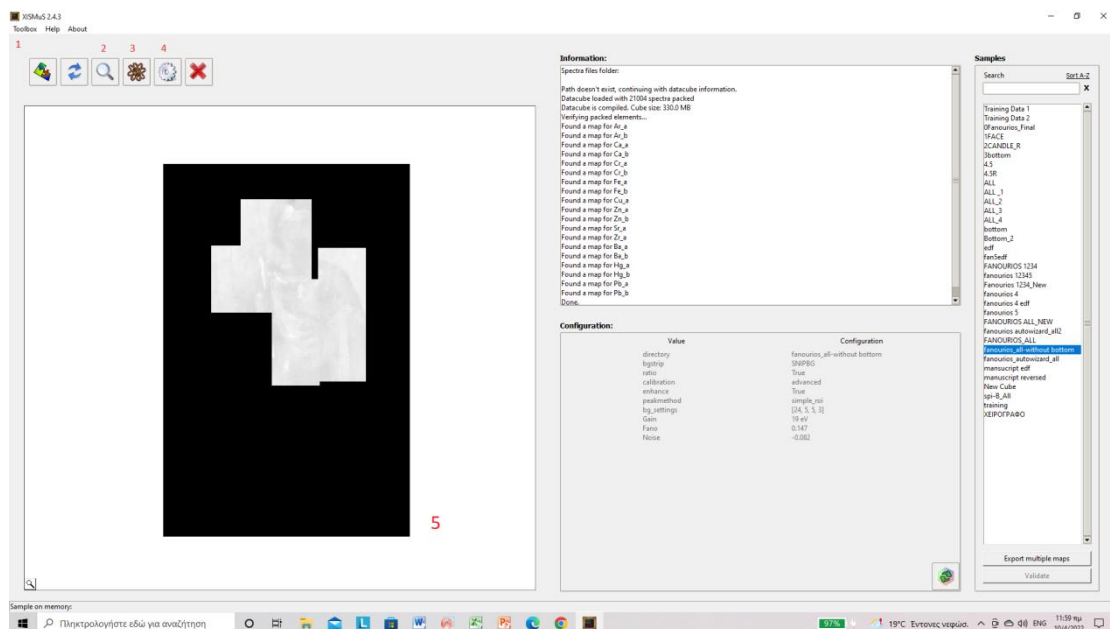 XISMuS 2.4.3
Toolbox Help About
1
2 3 4
5
Sample on memory:
Information:
Spectra files folder:
Path doesn't exist, continuing with datacube information.
Datacube loaded with 21004 spectra packed
Datacube is compiled. Cube size: 330.0 MB
Verifying packed elements...
Found a map for Ar_a
Found a map for Ar_b
Found a map for Ca_a
Found a map for Ca_b
Found a map for Cr_a
Found a map for Cr_b
Found a map for Fe_a
Found a map for Fe_b
Found a map for Cu_a
Found a map for Zn_a
Found a map for Zn_b
Found a map for Sr_a
Found a map for Zr_a
Found a map for Ba_a
Found a map for Ba_b
Found a map for Hg_a
Found a map for Hg_b
Found a map for Pb_a
Found a map for Pb_b
Done.
Configuration:
Value Configuration
directory fanourios_all-without bottom
bgstrip SNIPBG
ratio True
calibration advanced
enhance True
peakmethod simple_roi
bg_settings [24, 5, 5, 3]
Gain 19 eV
Fano 0.147
Noise -0.082
Samples
Search Sort A-Z
x
Training Data 1
Training Data 2
0Fanourios_Final
1FACE
2CANDLE_R
3bottom
4.5
4.5R
ALL
ALL _1
ALL_2
ALL_3
ALL_4
bottom
Bottom_2
edf
fan5edf
FANOURIOS 1234
fanourios 12345
Fanourios 1234_New
fanourios 4
fanourios 4 edf
fanourios 5
FANOURIOS ALL_NEW
fanourios autowizard_all2
FANOURIOS_ALL
fanourios_all-without bottom
fanourios_autowizard_all
mansucript edf
manuscript reversed
New Cube
spi-B_All
training
ΧΕΙΡΟΓΡΑΦΟ
Export multiple maps
Validate
Πληκτρολογήστε εδώ για αναζήτηση
97% 19°C Έντονες νεφώσ. ENG 11:59 πμ
10/4/2022